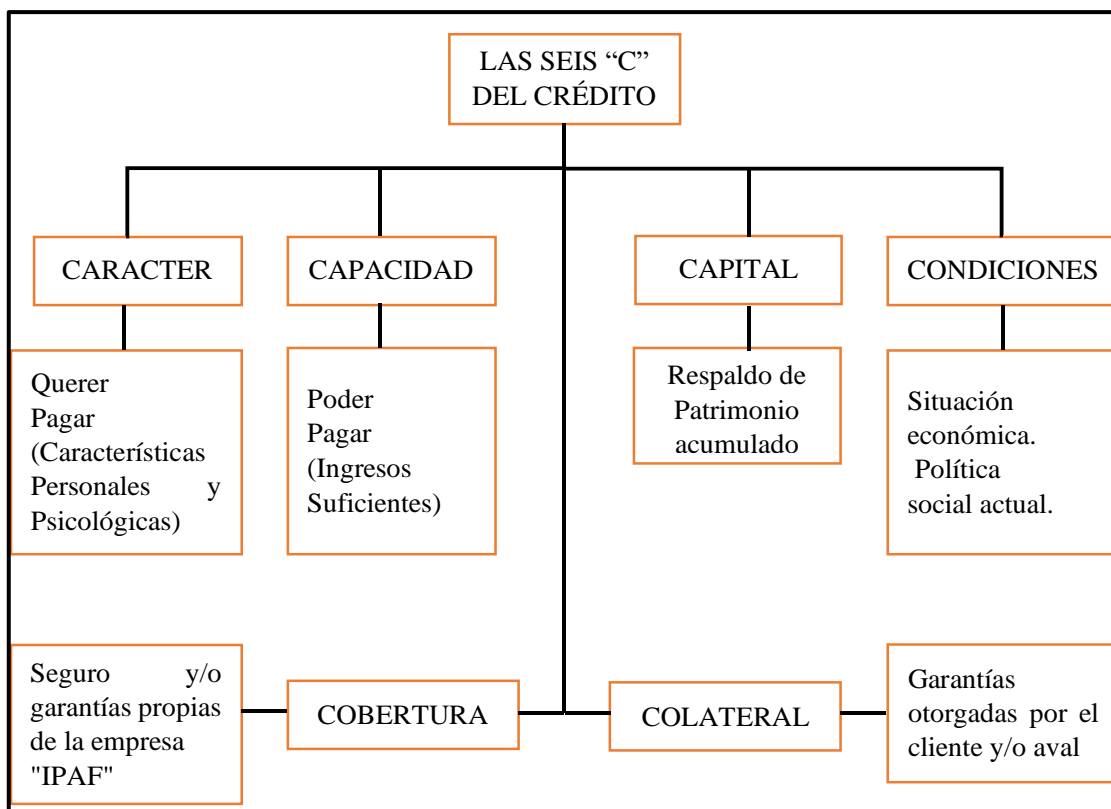 LAS SEIS “C”
DEL CRÉDITO
CARACTER
CAPACIDAD
CAPITAL
CONDICIONES
Querer
Pagar
(Características
Personales y
Psicológicas)
Poder
Pagar
(Ingresos
Suficientes)
Respaldo de
Patrimonio
acumulado
Situación
económica.
Política
social actual.
Seguro y/o
garantías propias
de la empresa
"IPAF"
COBERTURA
COLATERAL
Garantías
otorgadas por el
cliente y/o aval